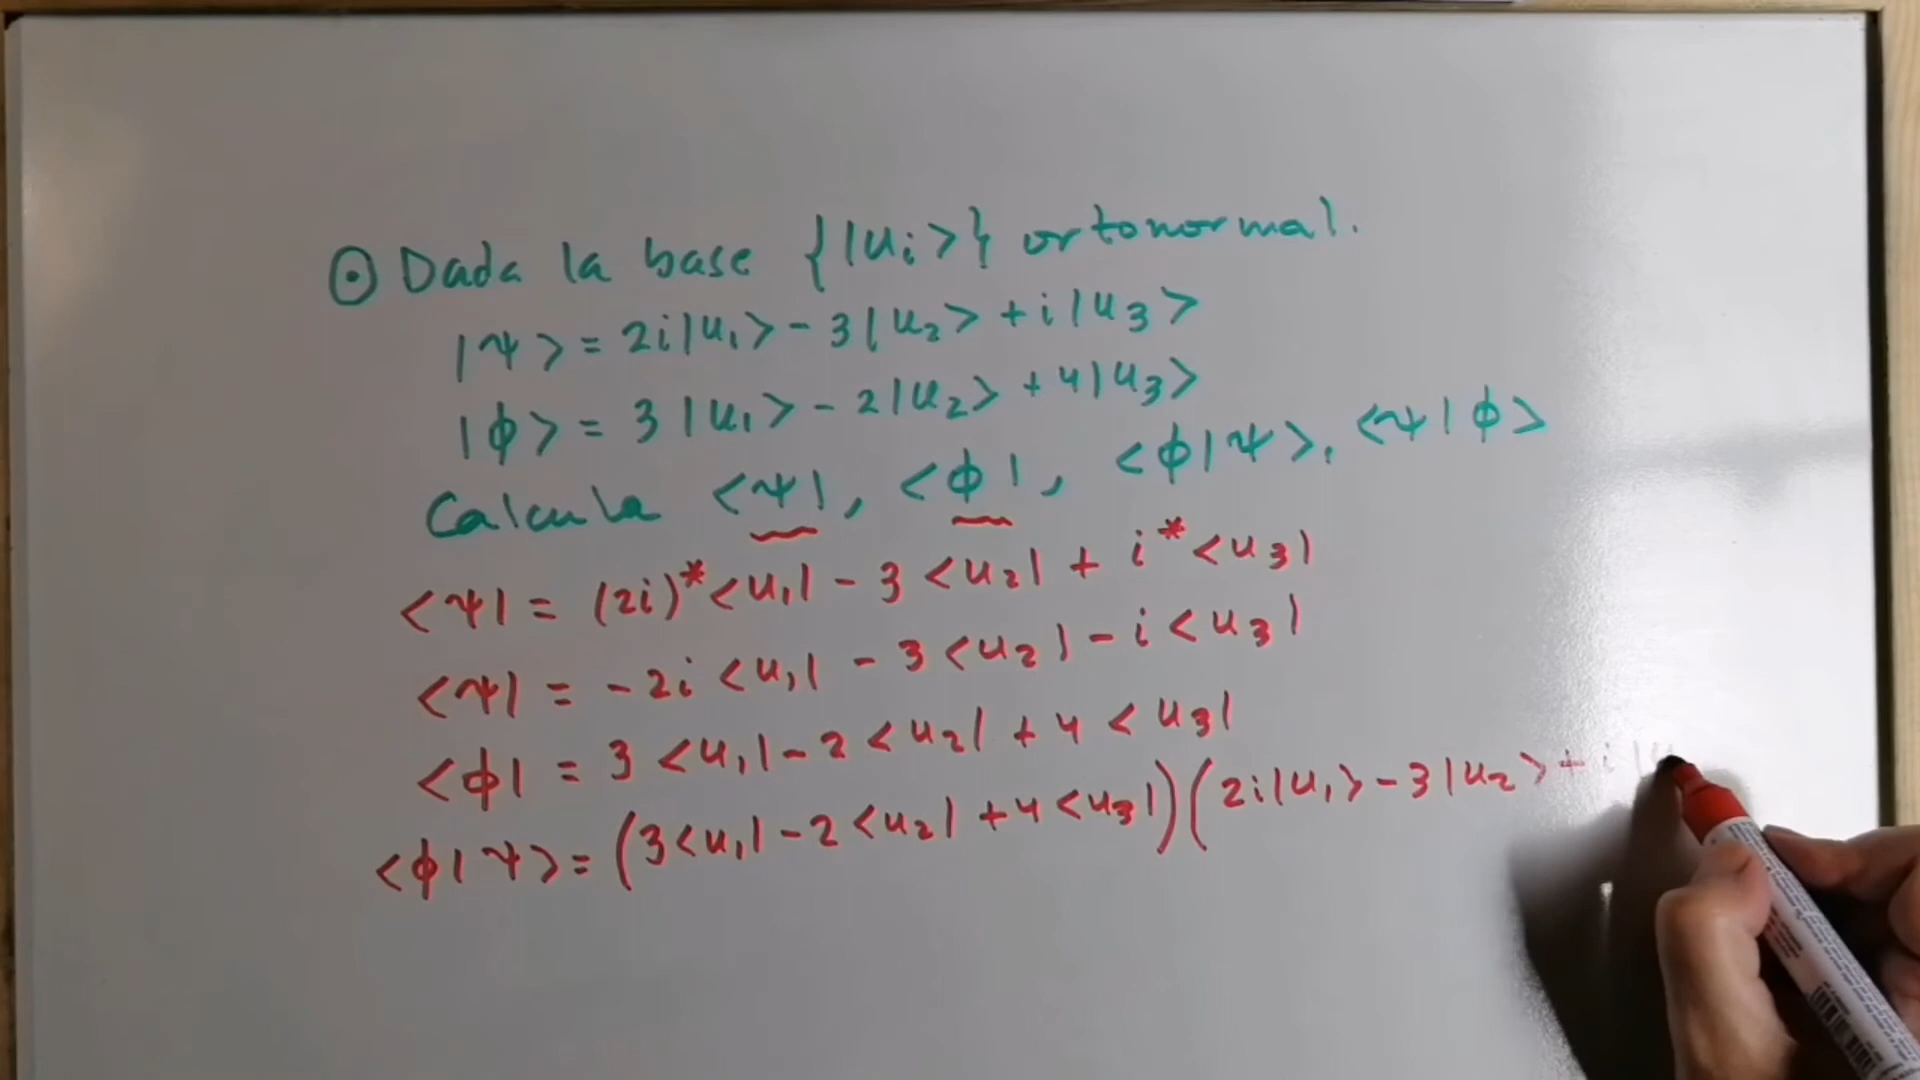 ⊙ Dada la base {|u_i>} ortonormal.
|ψ> = 2i|u₁> - 3|u₂> + i|u₃>
|ϕ> = 3|u₁> - 2|u₂> + 4|u₃>
Calcula <ψ|, <ϕ|, <ϕ|ψ>, <ψ|ϕ>
<ψ| = (2i)*<u₁| - 3<u₂| + i*<u₃|
<ψ| = -2i<u₁| - 3<u₂| - i<u₃|
<ϕ| = 3<u₁| - 2<u₂| + 4<u₃|
<ϕ|ψ> = (3<u₁| - 2<u₂| + 4<u₃|)(2i|u₁> - 3|u₂> + i|u